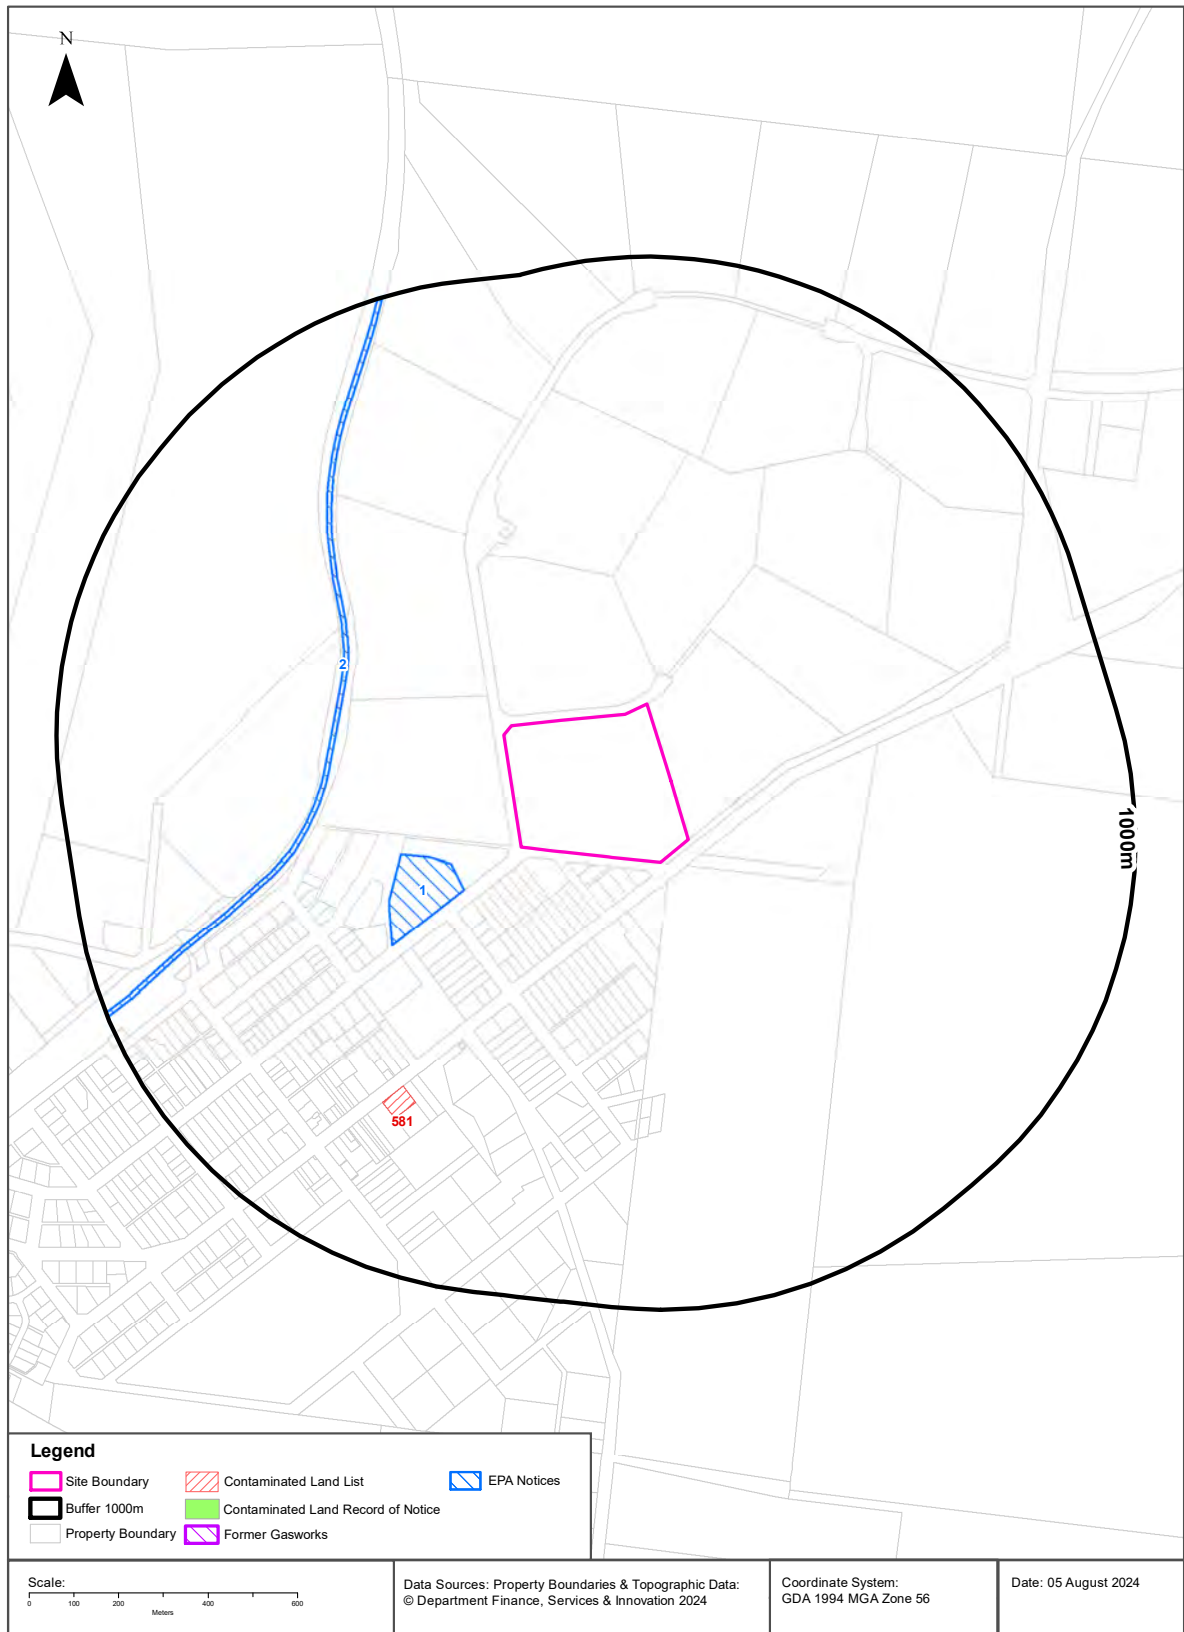 N
2
1000m
1
581
Legend
Site Boundary
Contaminated Land List
EPA Notices
Buffer 1000m
Contaminated Land Record of Notice
Property Boundary
Former Gasworks
Scale:
0 100 200 400 600
Meters
Data Sources: Property Boundaries & Topographic Data:
© Department Finance, Services & Innovation 2024
Coordinate System:
GDA 1994 MGA Zone 56
Date: 05 August 2024